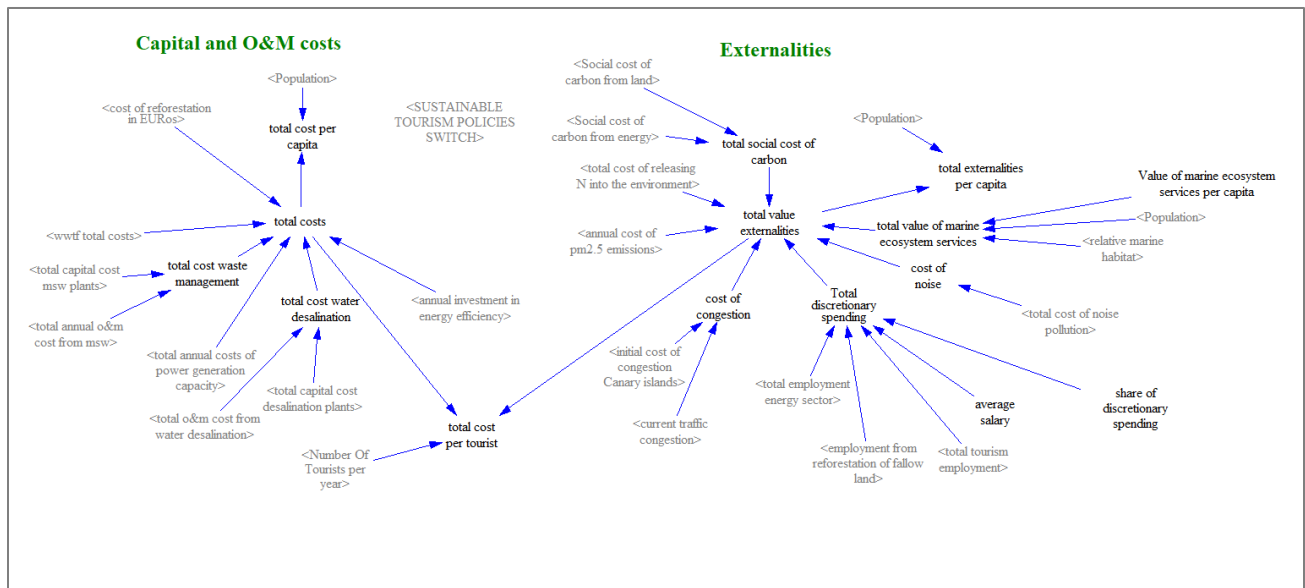 Capital and O&M costs
Externalities
<Population>
<cost of reforestation
in EURos>
total cost per
capita
<SUSTAINABLE
TOURISM POLICIES
SWITCH>
total costs
<wwtf total costs>
<total capital cost
msw plants>
total cost waste
management
<total annual o&m
cost from msw>
total cost water
desalination
<annual investment in
energy efficiency>
<total annual costs of
power generation
capacity>
<total o&m cost from
water desalination>
<total capital cost
desalination plants>
total cost
per tourist
<Number Of
Tourists per
year>
<Social cost of
carbon from land>
<Social cost of
carbon from energy>
total social cost of
carbon
<Population>
<total cost of releasing
N into the environment>
total externalities
per capita
Value of marine ecosystem
services per capita
total value
externalities
<annual cost of
pm2.5 emissions>
total value of marine
ecosystem services
<Population>
<relative marine
habitat>
cost of
noise
cost of
congestion
Total
discretionary
spending
<total cost of noise
pollution>
<initial cost of
congestion
Canary islands>
<current traffic
congestion>
<total employment
energy sector>
average
salary
share of
discretionary
spending
<employment from
reforestation of fallow
land>
<total tourism
employment>